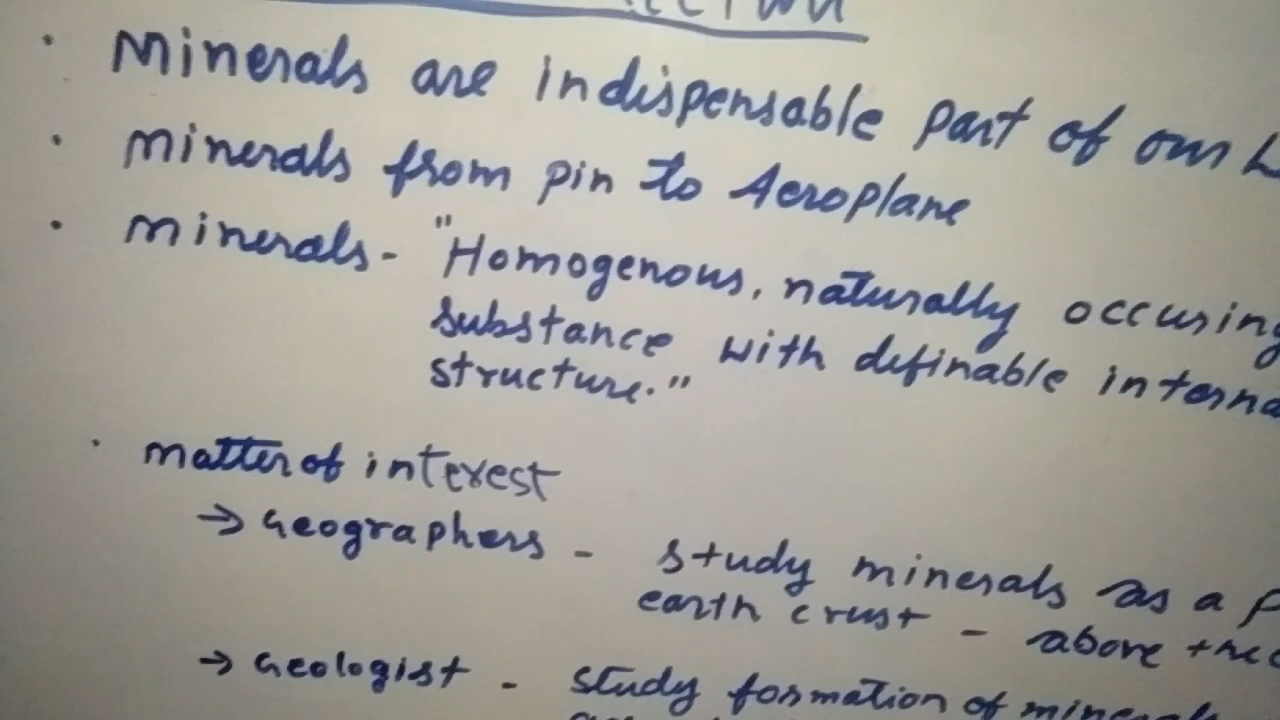 • Minerals are indispensable Part of our
• minerals from pin to Aeroplane
• minerals- "Homogenous, naturally occuring
substance with definable interna
structure."
• matter of interest
→ Geographers - study minerals as a
earth crust - above the
→ Geologist - study formation of minerals